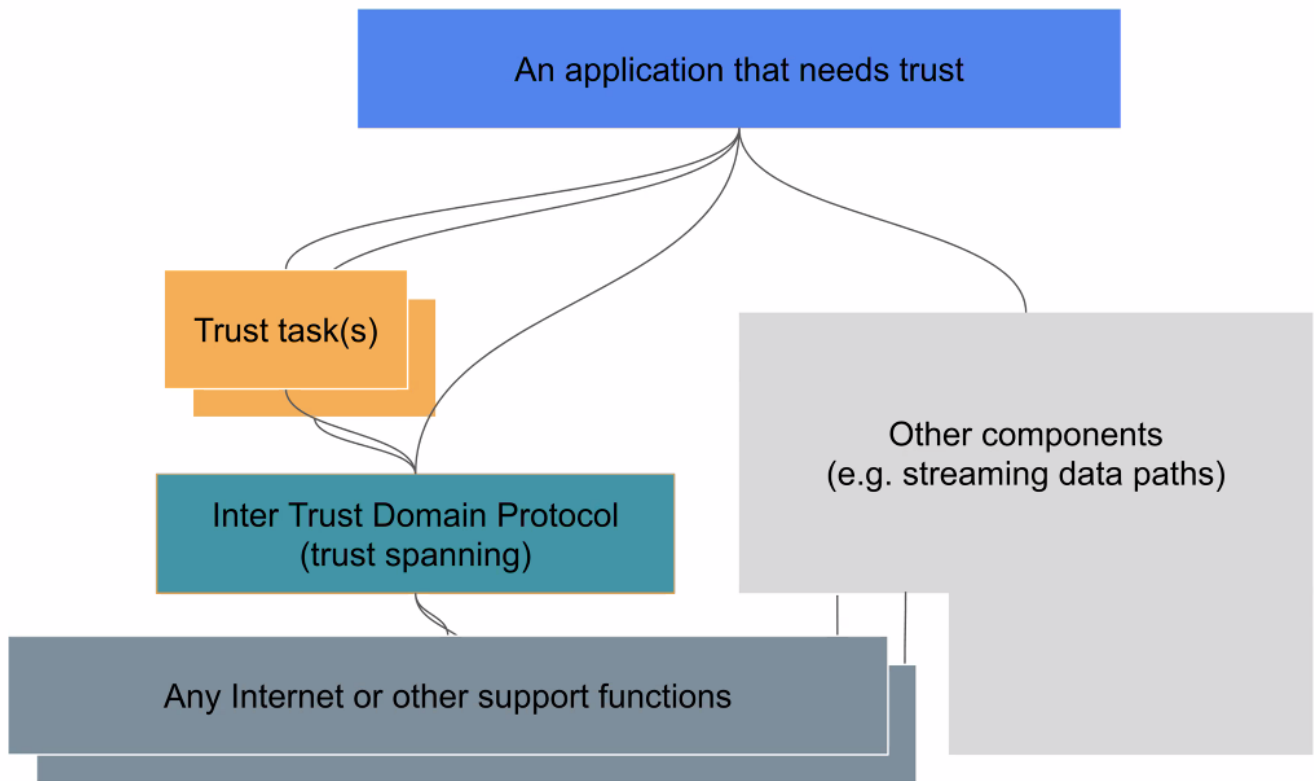 An application that needs trust
Trust task(s)
Other components
(e.g. streaming data paths)
Inter Trust Domain Protocol
(trust spanning)
Any Internet or other support functions